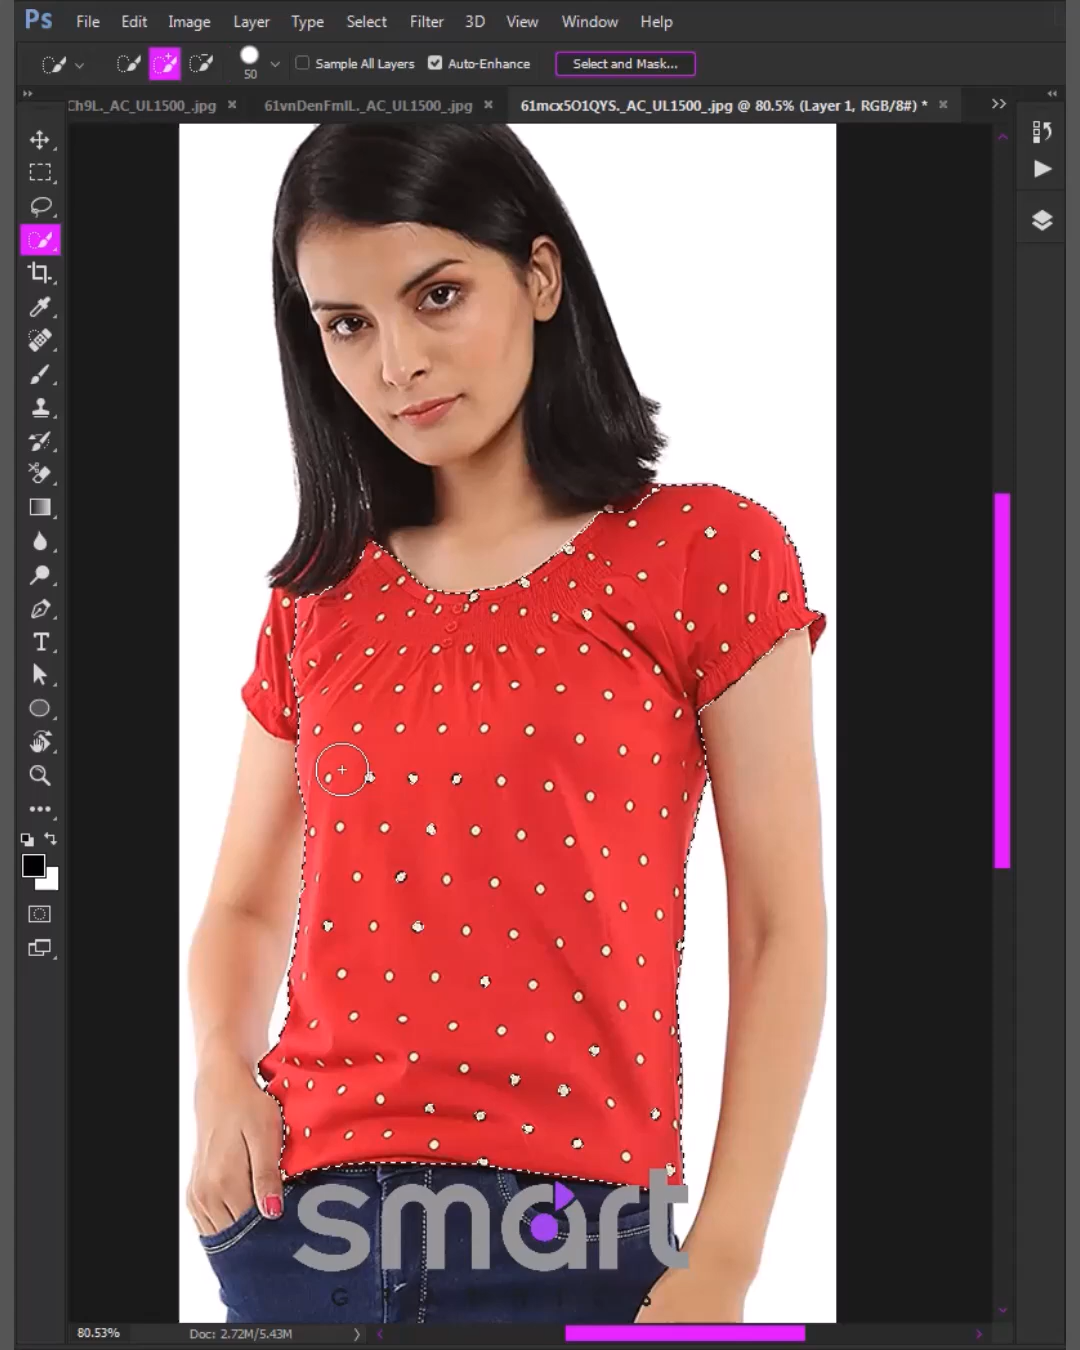 Ps File Edit Image Layer Type Select Filter 3D View Window Help
50 Sample All Layers Auto-Enhance Select and Mask...
Ch9L._AC_UL1500_.jpg × 61vnDenFmlL._AC_UL1500_.jpg × 61mcx5O1QYS._AC_UL1500_.jpg @ 80.5% (Layer 1, RGB/8#) * ×
T
smart
80.53% Doc: 2.72M/5.43M